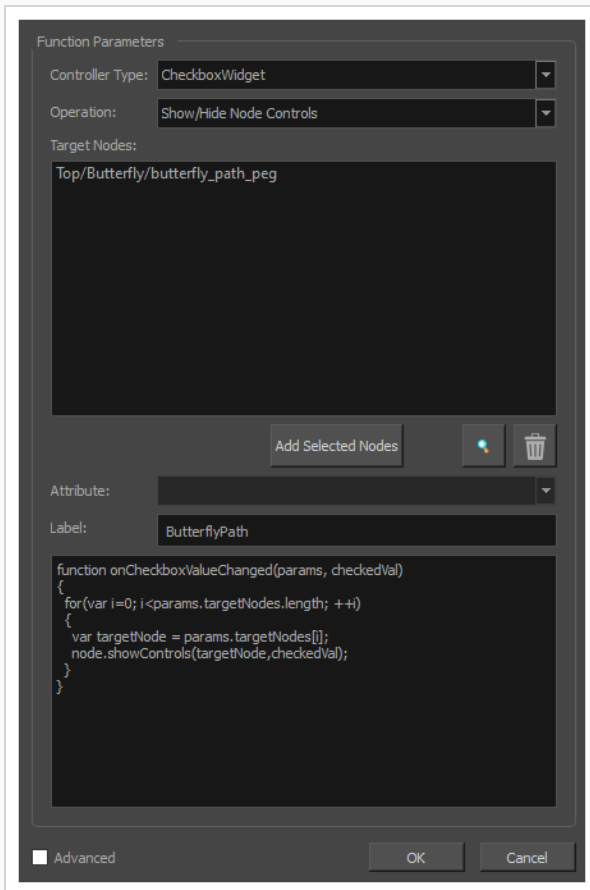 Function Parameters
Controller Type: CheckboxWidget
Operation: Show/Hide Node Controls
Target Nodes:
Top/Butterfly/butterfly_path_peg
Add Selected Nodes
Attribute:
Label: ButterflyPath
function onCheckboxValueChanged(params, checkedVal)
{
for(var i=0; i<params.targetNodes.length; ++i)
{
var targetNode = params.targetNodes[i];
node.showControls(targetNode,checkedVal);
}
}
Advanced OK Cancel